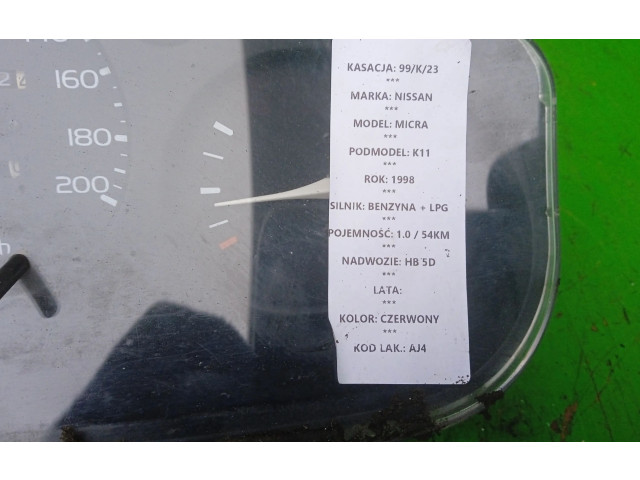 160
180
200
KASACJA: 99/K/23
***
MARKA: NISSAN
***
MODEL: MICRA
***
PODMODEL: K11
***
ROK: 1998
***
SILNIK: BENZYNA + LPG
***
POJEMNOŚĆ: 1.0 / 54KM
***
NADWOZIE: HB 5D
***
LATA:
***
KOLOR: CZERWONY
***
KOD LAK.: AJ4